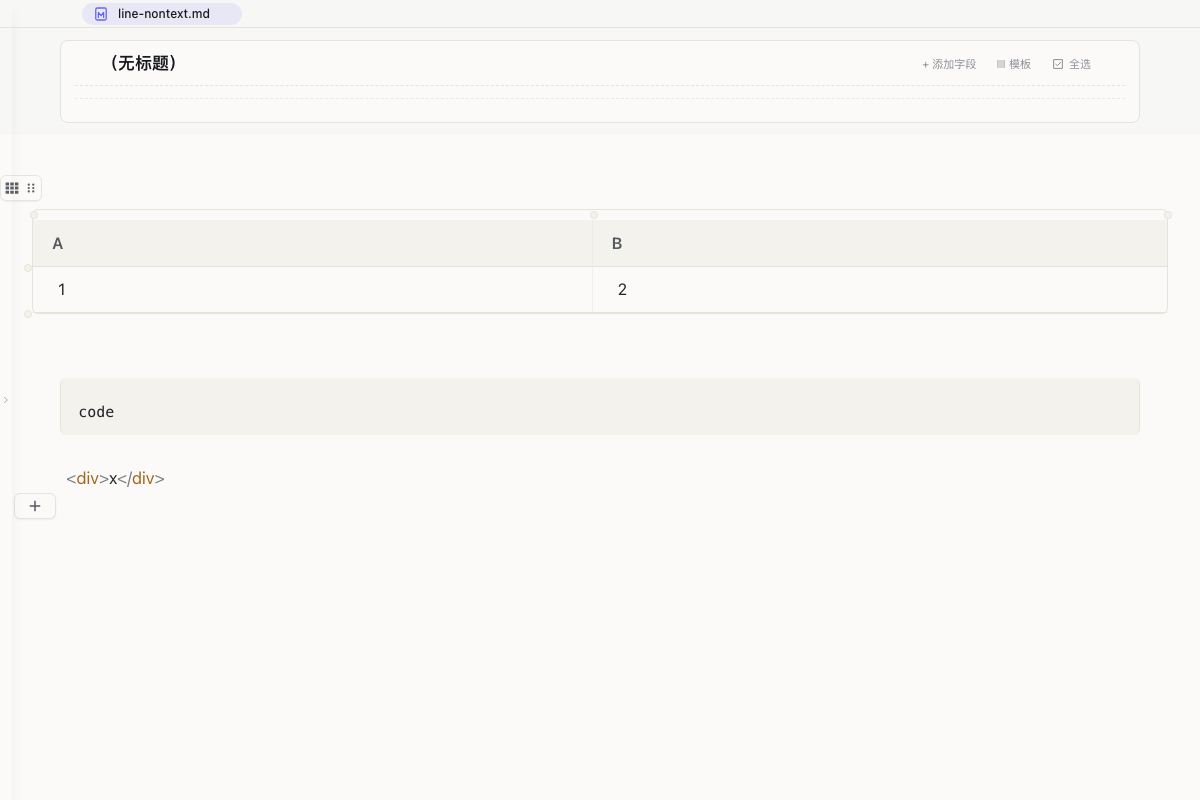 line-nontext.md
(无标题)
+ 添加字段 模板 全选
A B
1 2
code
<div>x</div>